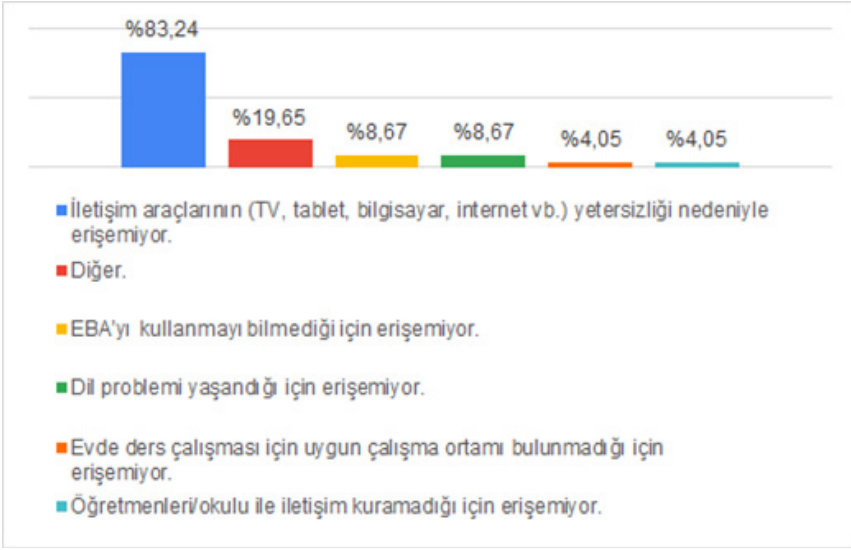 %83,24
%19,65
%8,67
%8,67
%4,05
%4,05
İletişim araçlarının (TV, tablet, bilgisayar, internet vb.) yetersizliği nedeniyle
erişemiyor.
Diğer.
EBA'yı kullanmayı bilmediği için erişemiyor.
Dil problemi yaşandığı için erişemiyor.
Evde ders çalışması için uygun çalışma ortamı bulunmadığı için
erişemiyor.
Öğretmenleri/okulu ile iletişim kuramadığı için erişemiyor.